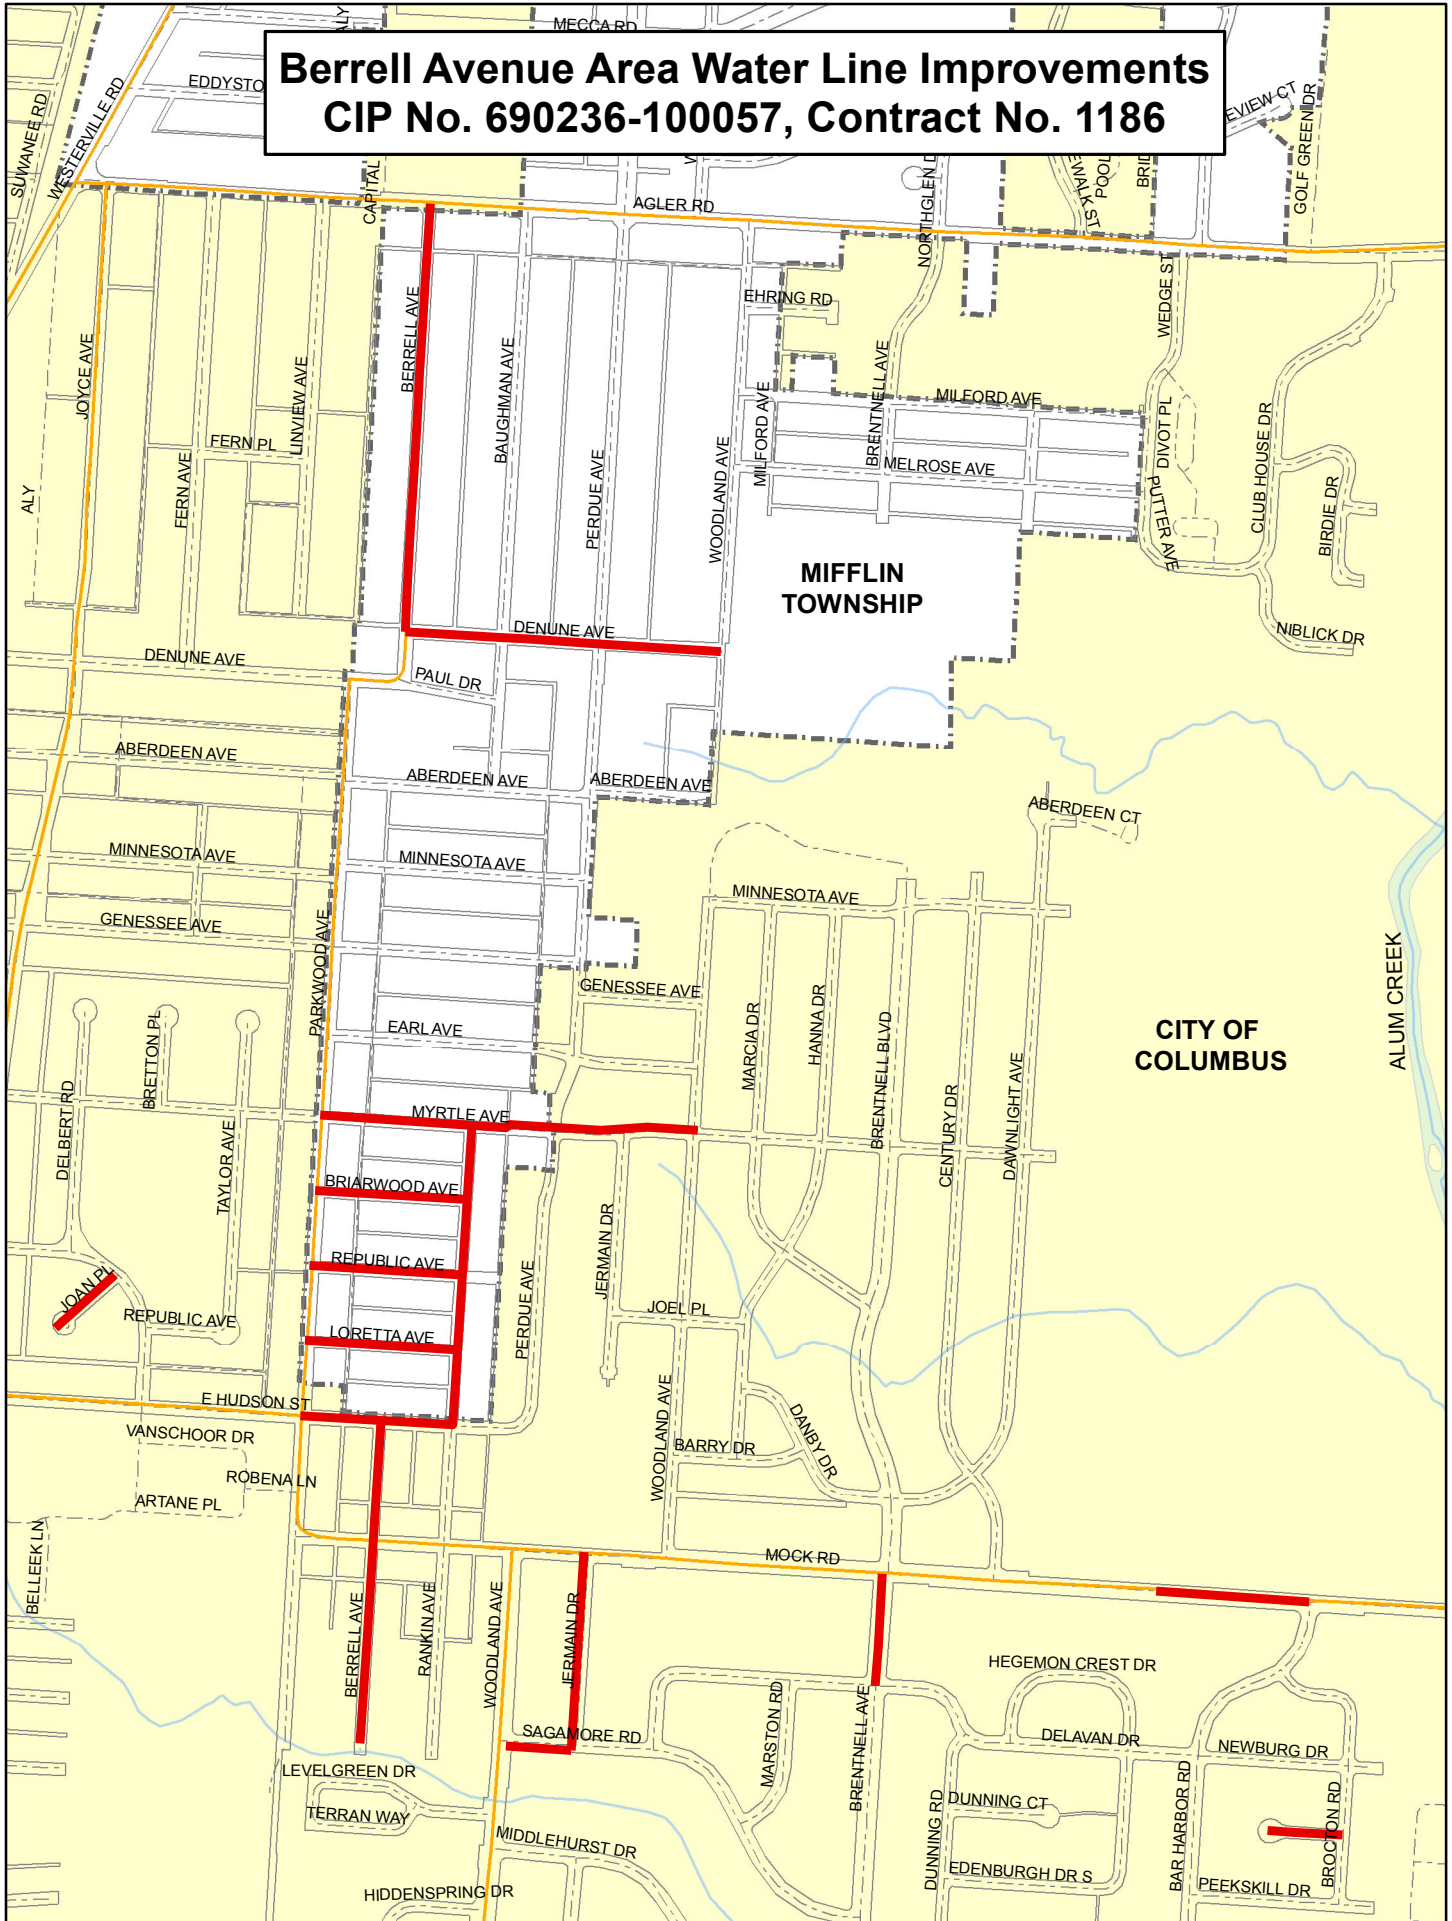 MECCA RD
ALY
Berrell Avenue Area Water Line Improvements
CIP No. 690236-100057, Contract No. 1186
EDDYSTO
SUWANEE RD
WESTERVILLE RD
CAPITAL
EVIEW CT
GOLF GREEN DR
EWALK ST
POOL
BRID
NORTHGLEN D
AGLER RD
WEDGE ST
EHRING RD
BERRELL AVE
JOYCE AVE
LINVIEW AVE
BAUGHMAN AVE
BRENTNELL AVE
MILFORD AVE
MILFORD AVE
DIVOT PL
CLUB HOUSE DR
FERN PL
FERN AVE
ALY
PERDUE AVE
WOODLAND AVE
MELROSE AVE
PUTTER AVE
BIRDIE DR
MIFFLIN
TOWNSHIP
DENUNE AVE
NIBLICK DR
DENUNE AVE
PAUL DR
ABERDEEN AVE
ABERDEEN AVE
ABERDEEN AVE
ABERDEEN CT
MINNESOTA AVE
MINNESOTA AVE
MINNESOTA AVE
GENESSEE AVE
PARKWOOD AVE
GENESSEE AVE
ALUM CREEK
EARL AVE
MARCIA DR
HANNA DR
BRENTNELL BLVD
CITY OF
COLUMBUS
BRETTON PL
DELBERT RD
TAYLOR AVE
MYRTLE AVE
CENTURY DR
DAWNLIGHT AVE
BRIARWOOD AVE
REPUBLIC AVE
JERMAIN DR
PERDUE AVE
JOAN PL
REPUBLIC AVE
JOEL PL
LORETTA AVE
E HUDSON ST
WOODLAND AVE
DANBY DR
VANSCHOOR DR
BARRY DR
ROBENA LN
ARTANE PL
BELLEEK LN
MOCK RD
BERRELL AVE
RANKIN AVE
WOODLAND AVE
JERMAIN DR
HEGEMON CREST DR
SAGAMORE RD
MARSTON RD
BRENTNELL AVE
DELAVAN DR
NEWBURG DR
LEVELGREEN DR
TERRAN WAY
DUNNING RD
DUNNING CT
BAR HARBOR RD
BROCTON RD
MIDDLEHURST DR
EDENBURGH DR S
PEEKSKILL DR
HIDDENSPRING DR